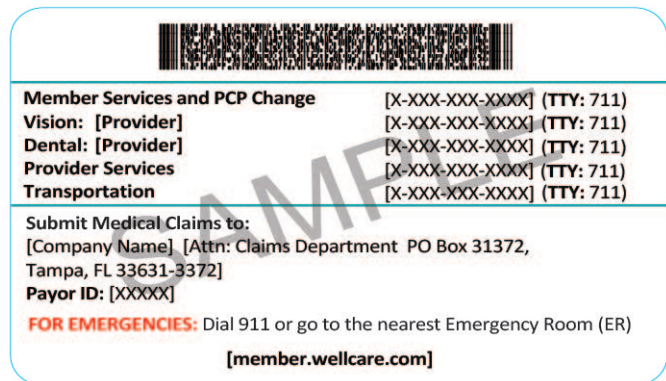 Member Services and PCP Change [X-XXX-XXX-XXXX] (TTY: 711)
Vision: [Provider] [X-XXX-XXX-XXXX] (TTY: 711)
Dental: [Provider] [X-XXX-XXX-XXXX] (TTY: 711)
Provider Services [X-XXX-XXX-XXXX] (TTY: 711)
Transportation [X-XXX-XXX-XXXX] (TTY: 711)
SAMPLE
Submit Medical Claims to:
[Company Name] [Attn: Claims Department PO Box 31372,
Tampa, FL 33631-3372]
Payor ID: [XXXXX]
FOR EMERGENCIES: Dial 911 or go to the nearest Emergency Room (ER)
[member.wellcare.com]